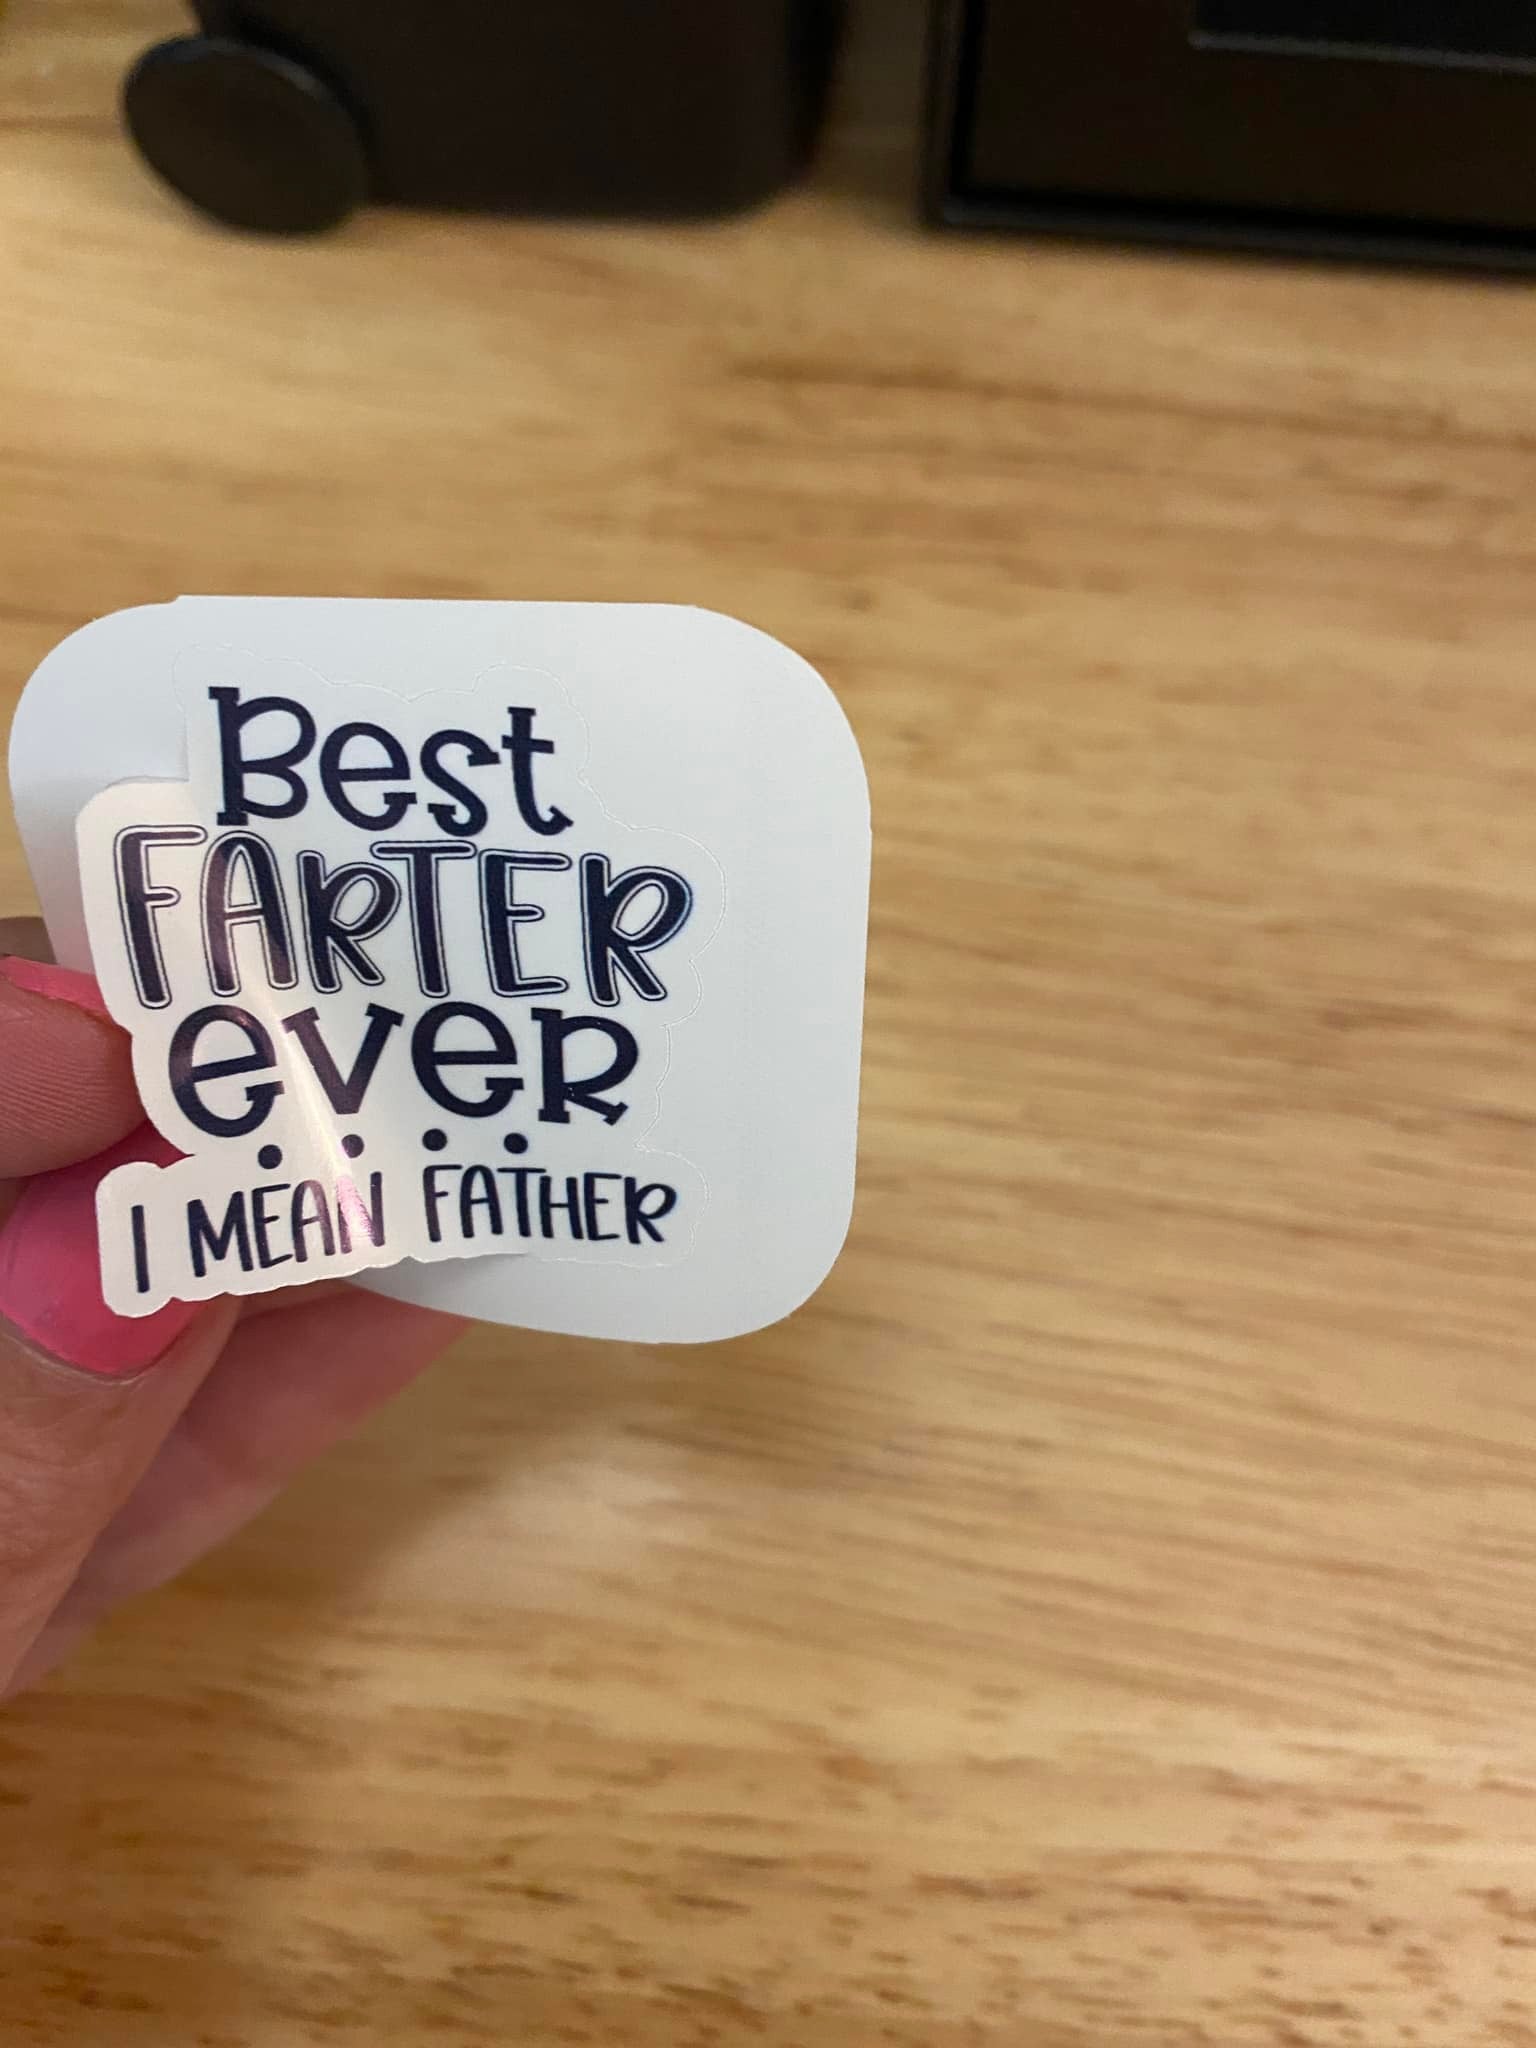 Best
FARTER
ever
....
I MEAN FATHER